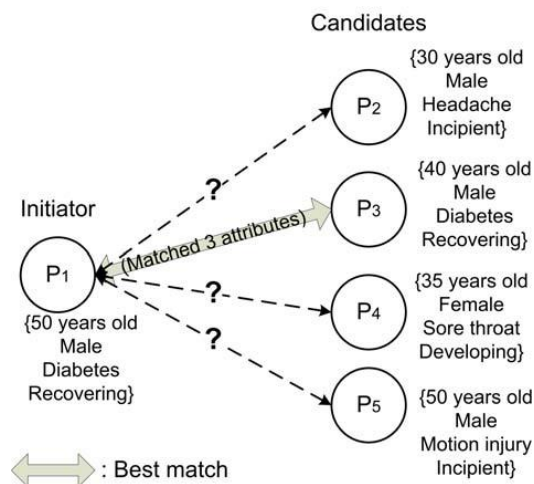 Candidates
{30 years old
Male
Headache
Incipient}
P2
?
{40 years old
Male
Diabetes
Recovering}
P3
Initiator
(Matched 3 attributes)
P1
?
{35 years old
Female
Sore throat
Developing}
P4
?
{50 years old
Male
Diabetes
Recovering}
P5
{50 years old
Male
Motion injury
Incipient}
: Best match